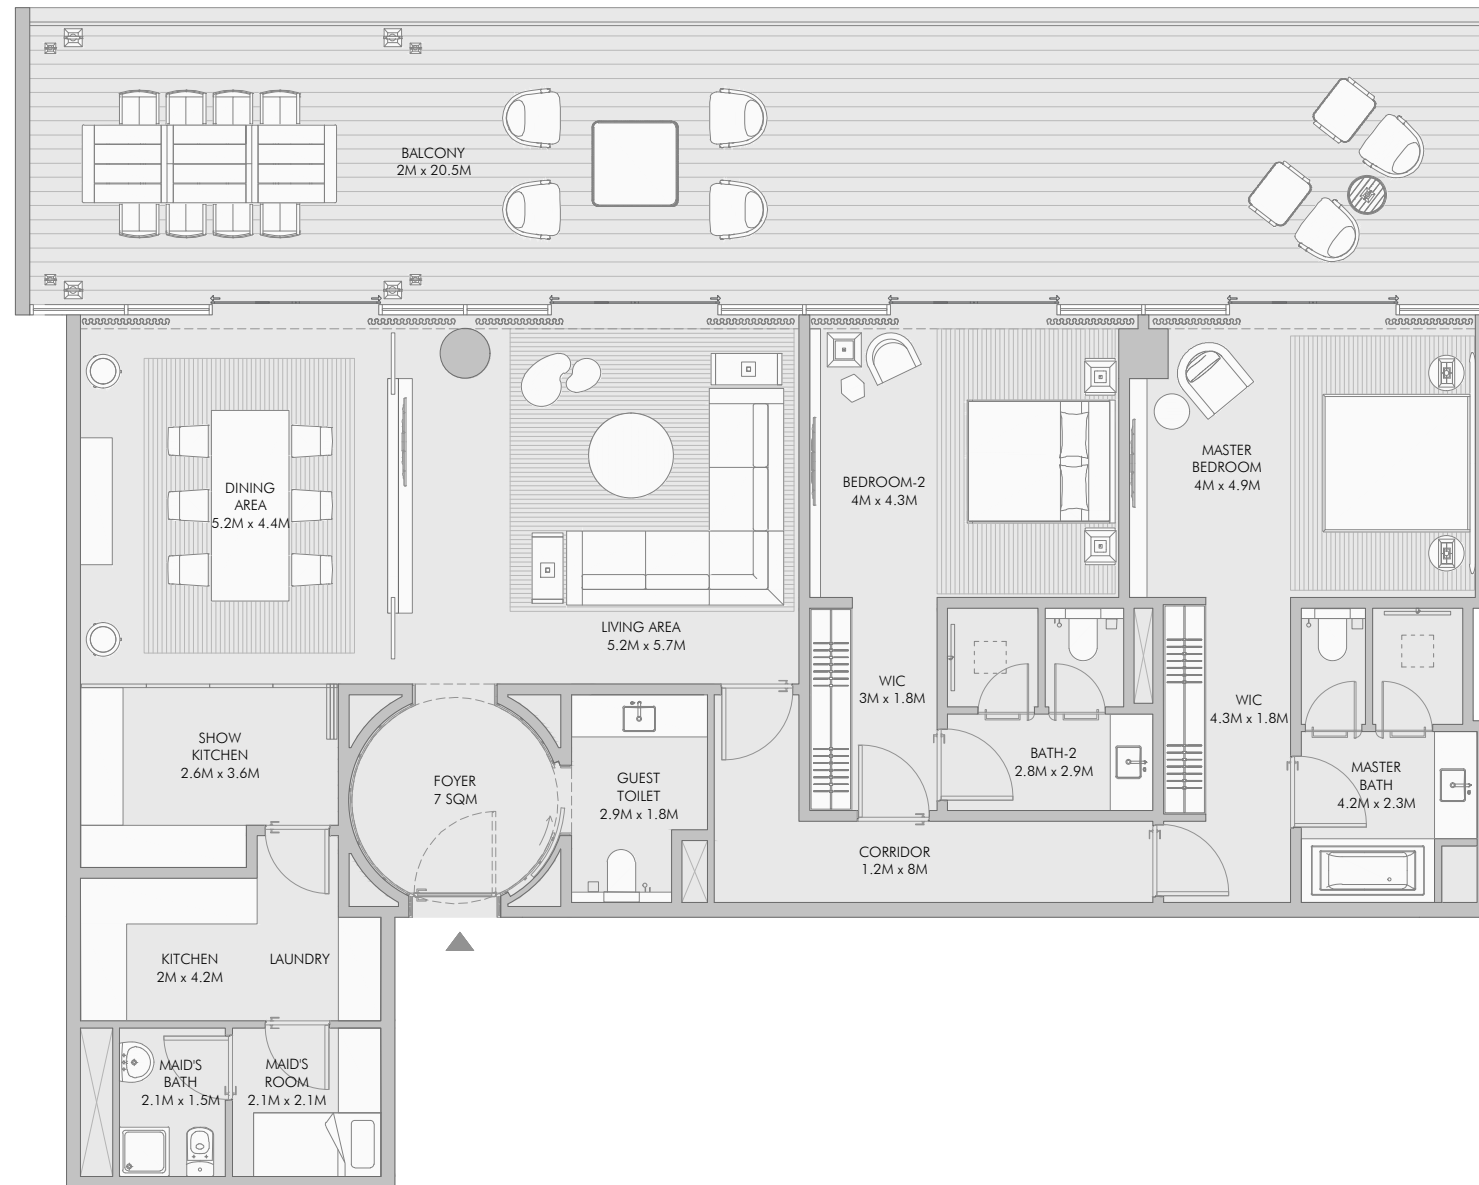 BALCONY
2M x 20.5M
DINING
AREA
5.2M x 4.4M
LIVING AREA
5.2M x 5.7M
BEDROOM-2
4M x 4.3M
MASTER
BEDROOM
4M x 4.9M
WIC
3M x 1.8M
WIC
4.3M x 1.8M
SHOW
KITCHEN
2.6M x 3.6M
FOYER
7 SQM
GUEST
TOILET
2.9M x 1.8M
BATH-2
2.8M x 2.9M
MASTER
BATH
4.2M x 2.3M
CORRIDOR
1.2M x 8M
KITCHEN
2M x 4.2M
LAUNDRY
MAID'S
BATH
2.1M x 1.5M
MAID'S
ROOM
2.1M x 2.1M